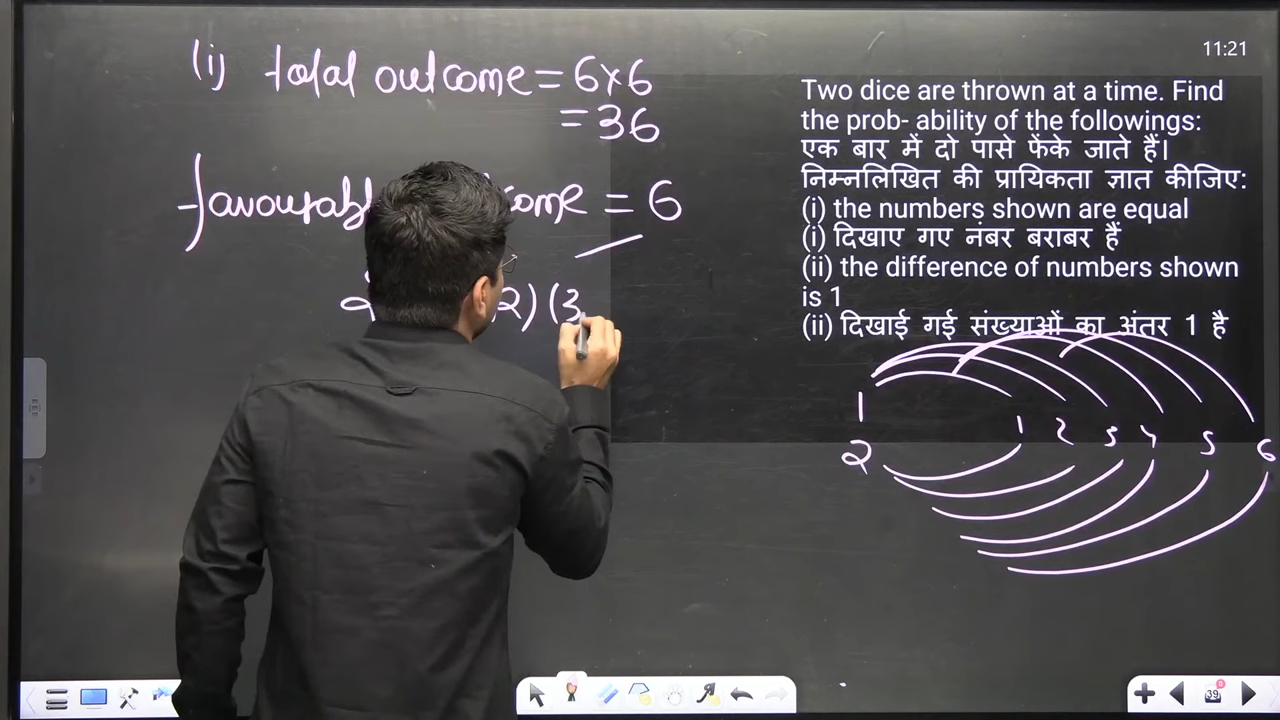 11:21
(i) total outcome = 6×6
= 36
= 6
2) (3
Two dice are thrown at a time. Find
the prob- ability of the followings:
एक बार में दो पासे फेंके जाते हैं।
निम्नलिखित की प्रायिकता ज्ञात कीजिए:
(i) the numbers shown are equal
(i) दिखाए गए नंबर बराबर हैं
(ii) the difference of numbers shown
is 1
(ii) दिखाई गई संख्याओं का अंतर 1 है
1
1 2 3 4 5 6
2
39